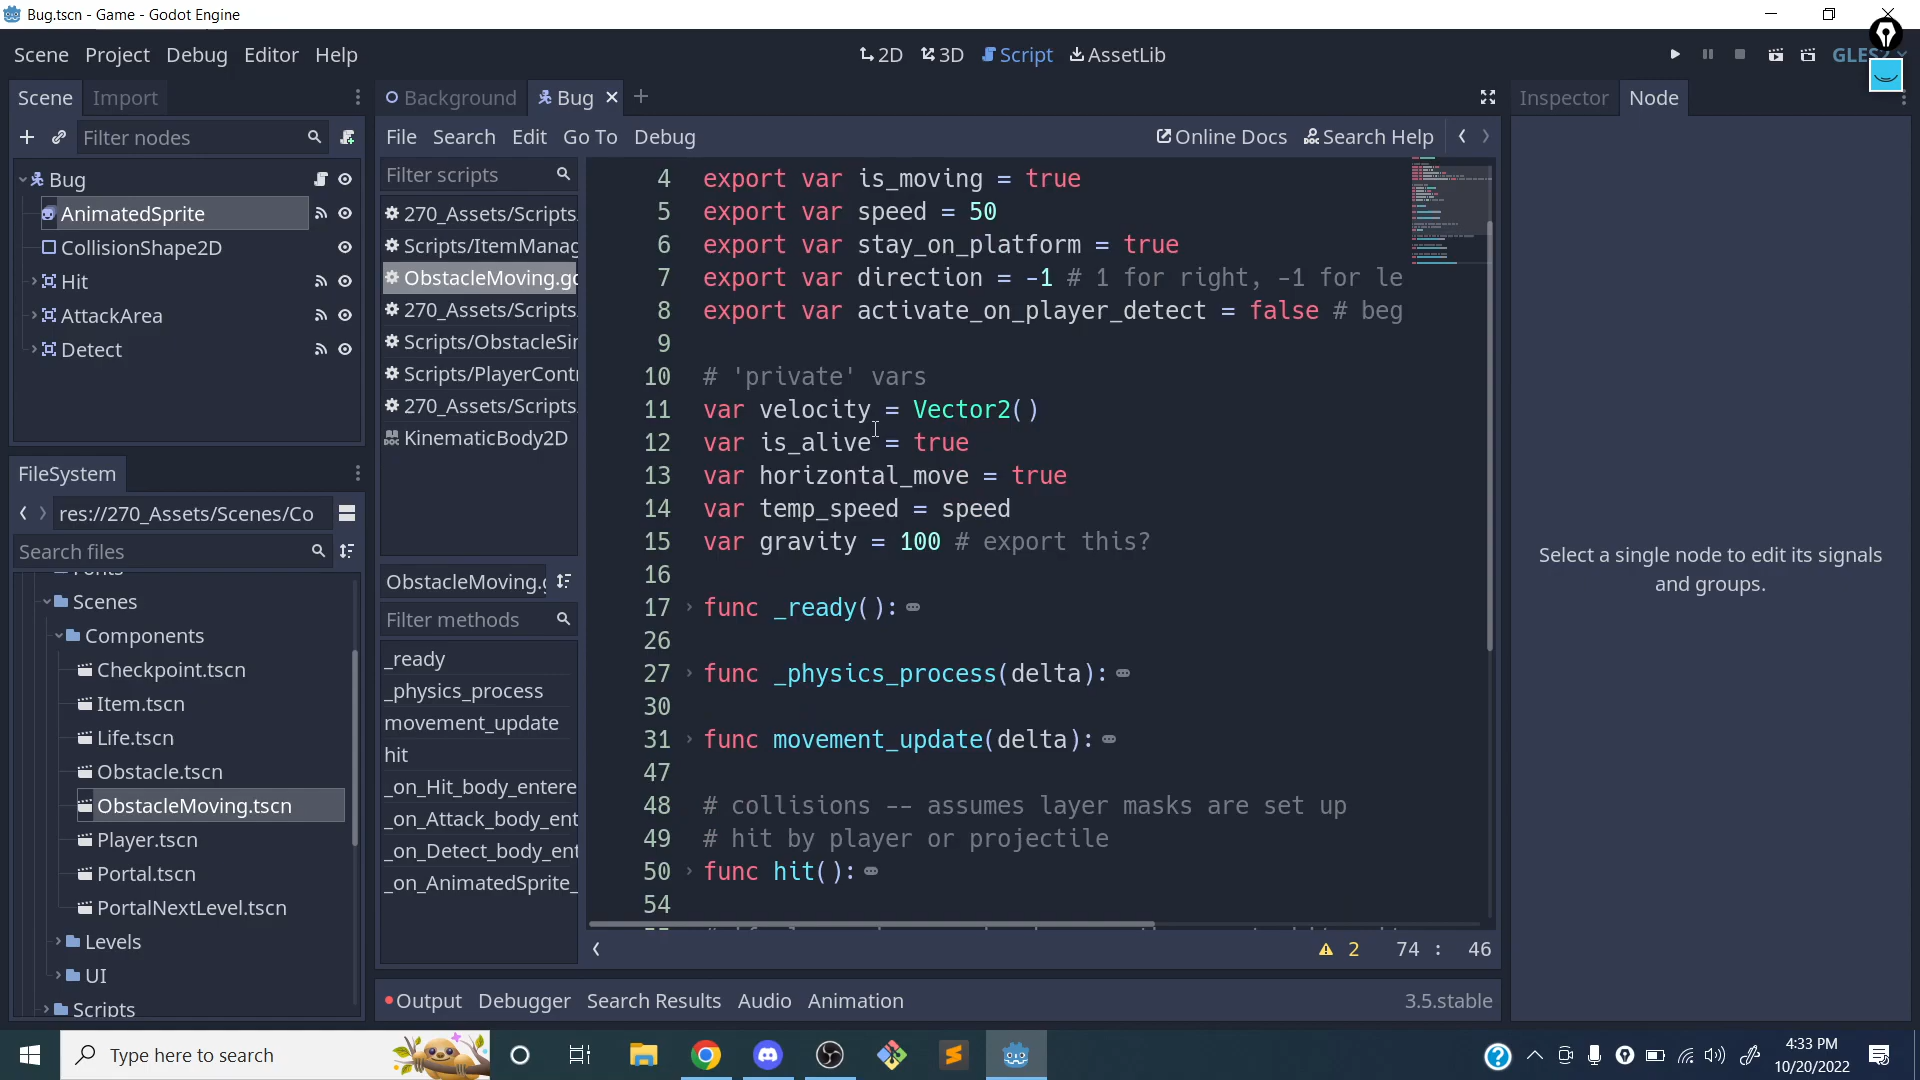 Bug.tscn - Game - Godot Engine
Scene Project Debug Editor Help
2D 3D Script AssetLib
Scene Import
Background Bug
Inspector Node
Filter nodes
File Search Edit Go To Debug
Online Docs Search Help
Bug
AnimatedSprite
CollisionShape2D
Hit
AttackArea
Detect
FileSystem
res://270_Assets/Scenes/Co
Search files
Scenes
Components
Checkpoint.tscn
Item.tscn
Life.tscn
Obstacle.tscn
ObstacleMoving.tscn
Player.tscn
Portal.tscn
PortalNextLevel.tscn
Levels
UI
Scripts
Filter scripts
270_Assets/Scripts
Scripts/ItemManag
ObstacleMoving.gd
270_Assets/Scripts
Scripts/ObstacleSin
Scripts/PlayerContr
270_Assets/Scripts
KinematicBody2D
ObstacleMoving.g
Filter methods
_ready
_physics_process
movement_update
hit
_on_Hit_body_entere
_on_Attack_body_ent
_on_Detect_body_ent
_on_AnimatedSprite_
4 export var is_moving = true
5 export var speed = 50
6 export var stay_on_platform = true
7 export var direction = -1 # 1 for right, -1 for le
8 export var activate_on_player_detect = false # beg
9
10 # 'private' vars
11 var velocity = Vector2()
12 var is_alive = true
13 var horizontal_move = true
14 var temp_speed = speed
15 var gravity = 100 # export this?
16
17 func _ready():
26
27 func _physics_process(delta):
30
31 func movement_update(delta):
47
48 # collisions -- assumes layer masks are set up
49 # hit by player or projectile
50 func hit():
54
2 74 : 46
Select a single node to edit its signals
and groups.
Output Debugger Search Results Audio Animation
3.5.stable
Type here to search
4:33 PM
10/20/2022